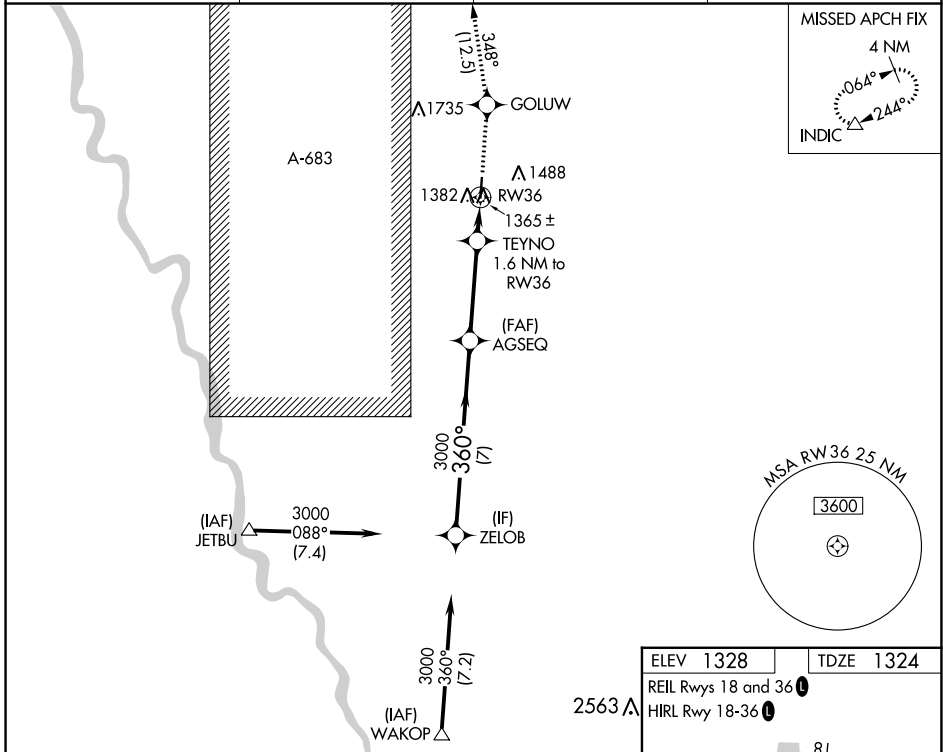 MISSED APCH FIX
4 NM
064°
244°
INDIC
348°
(12.5)
1735
GOLUW
A-683
1488
1382
RW36
1365 ±
TEYNO
1.6 NM to
RW36
(FAF)
AGSEQ
3000
360°
(7)
MSA RW36 25 NM
3600
(IAF)
JETBU
3000
088°
(7.4)
(IF)
ZELOB
3000
360°
(7.2)
(IAF)
WAKOP
2563
ELEV 1328
TDZE 1324
REIL Rwys 18 and 36 L
HIRL Rwy 18-36 L
81